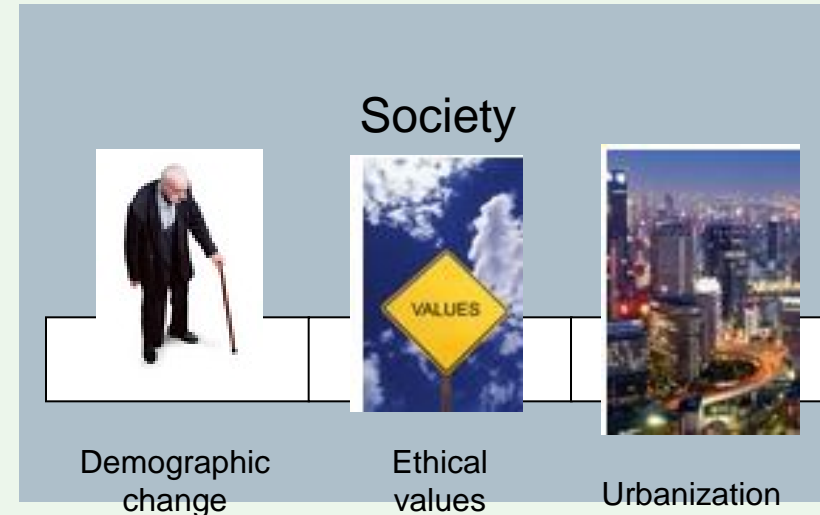 Society
VALUES
Demographic
change
Ethical
values
Urbanization